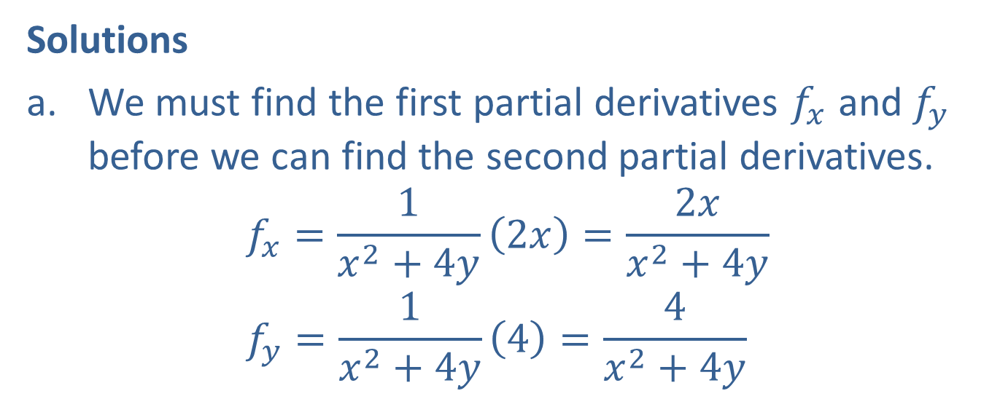 Solutions
a. We must find the first partial derivatives $f_x$ and $f_y$
before we can find the second partial derivatives.
$f_x = \frac{1}{x^2 + 4y}(2x) = \frac{2x}{x^2 + 4y}$
$f_y = \frac{1}{x^2 + 4y}(4) = \frac{4}{x^2 + 4y}$